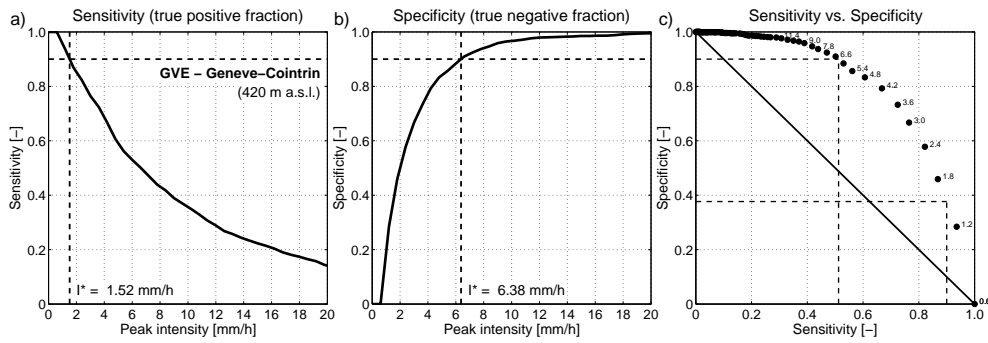 a)
Sensitivity (true positive fraction)
1.0
0.8
0.6
0.4
0.2
0
Sensitivity [–]
GVE – Geneve–Cointrin
(420 m a.s.l.)
I* = 1.52 mm/h
0 2 4 6 8 10 12 14 16 18 20
Peak intensity [mm/h]
b)
Specificity (true negative fraction)
1.0
0.8
0.6
0.4
0.2
0
Specificity [–]
I* = 6.38 mm/h
0 2 4 6 8 10 12 14 16 18 20
Peak intensity [mm/h]
c)
Sensitivity vs. Specificity
1.0
0.8
0.6
0.4
0.2
0
Specificity [–]
11.4
9.0
7.8
6.6
5.4
4.8
4.2
3.6
3.0
2.4
1.8
1.2
0.6
0.0 0.2 0.4 0.6 0.8 1.0
Sensitivity [–]